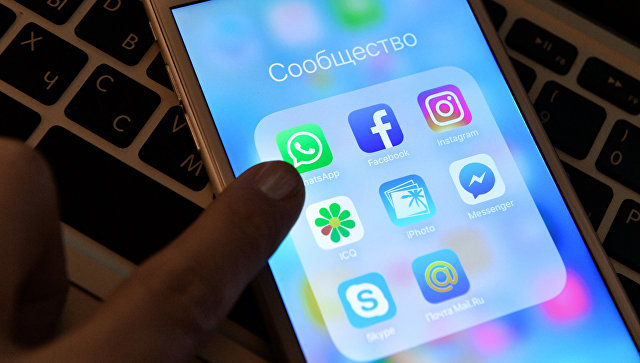 Сообщество
WhatsApp
Facebook
Instagram
ICQ
iPhoto
Messenger
Skype
Почта Mail.Ru
Ч
В
С
C